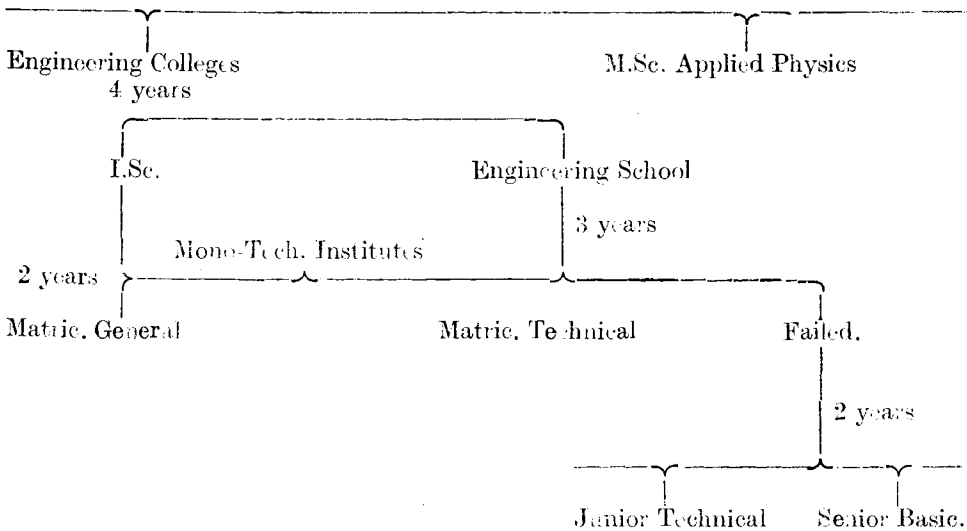 Engineering Colleges
4 years
M.Sc. Applied Physics
I.Sc.
Engineering School
3 years
Mono-Tech. Institutes
2 years
Matric. General
Matric. Technical
Failed.
2 years
Junior Technical
Senior Basic.